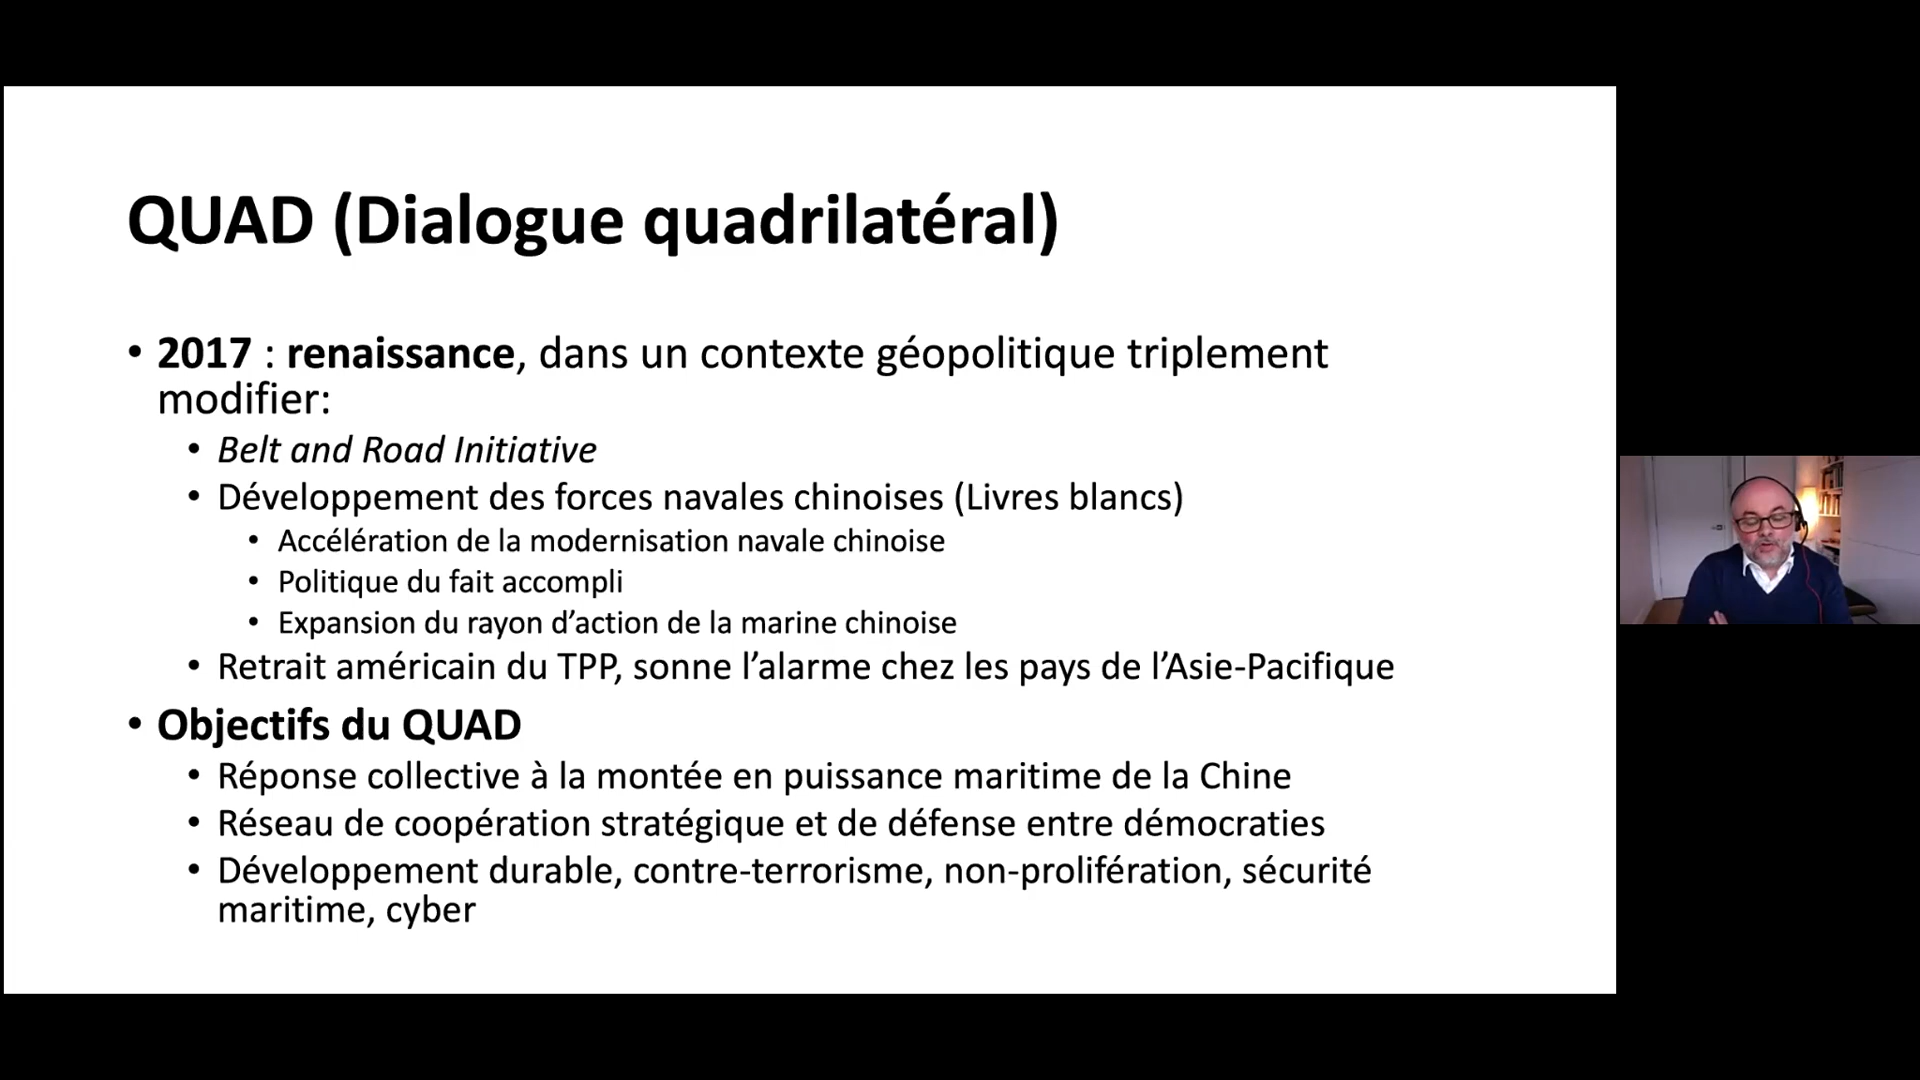 QUAD (Dialogue quadrilatéral)
• 2017 : renaissance, dans un contexte géopolitique triplement
modifier:
• Belt and Road Initiative
• Développement des forces navales chinoises (Livres blancs)
• Accélération de la modernisation navale chinoise
• Politique du fait accompli
• Expansion du rayon d’action de la marine chinoise
• Retrait américain du TPP, sonne l’alarme chez les pays de l’Asie-Pacifique
• Objectifs du QUAD
• Réponse collective à la montée en puissance maritime de la Chine
• Réseau de coopération stratégique et de défense entre démocraties
• Développement durable, contre-terrorisme, non-prolifération, sécurité
maritime, cyber